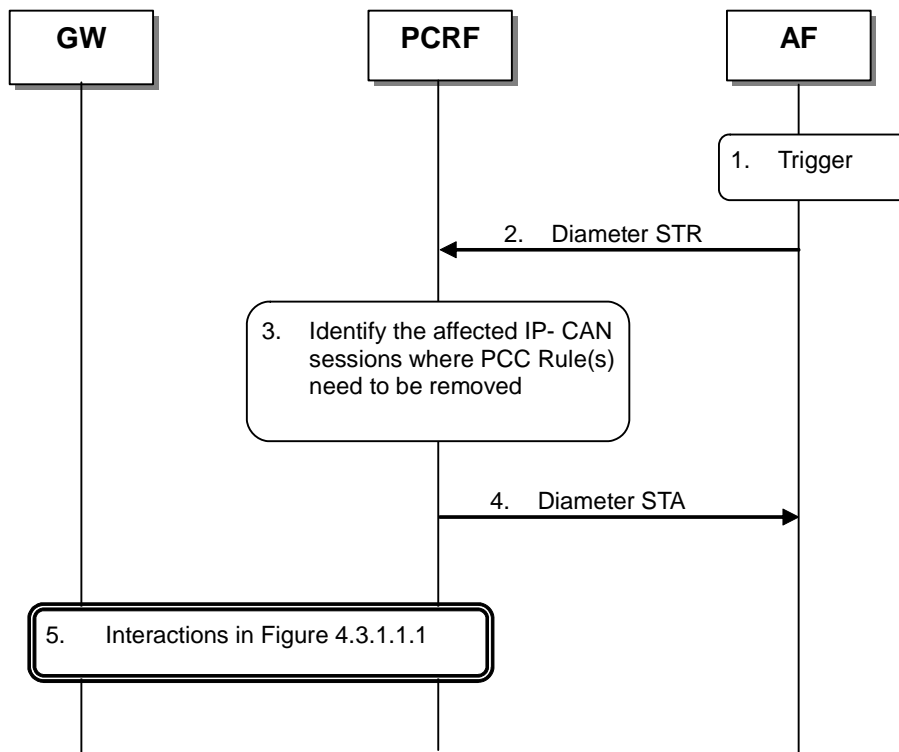 GW
PCRF
AF
1. Trigger
2. Diameter STR
3. Identify the affected IP- CAN
sessions where PCC Rule(s)
need to be removed
4. Diameter STA
5. Interactions in Figure 4.3.1.1.1